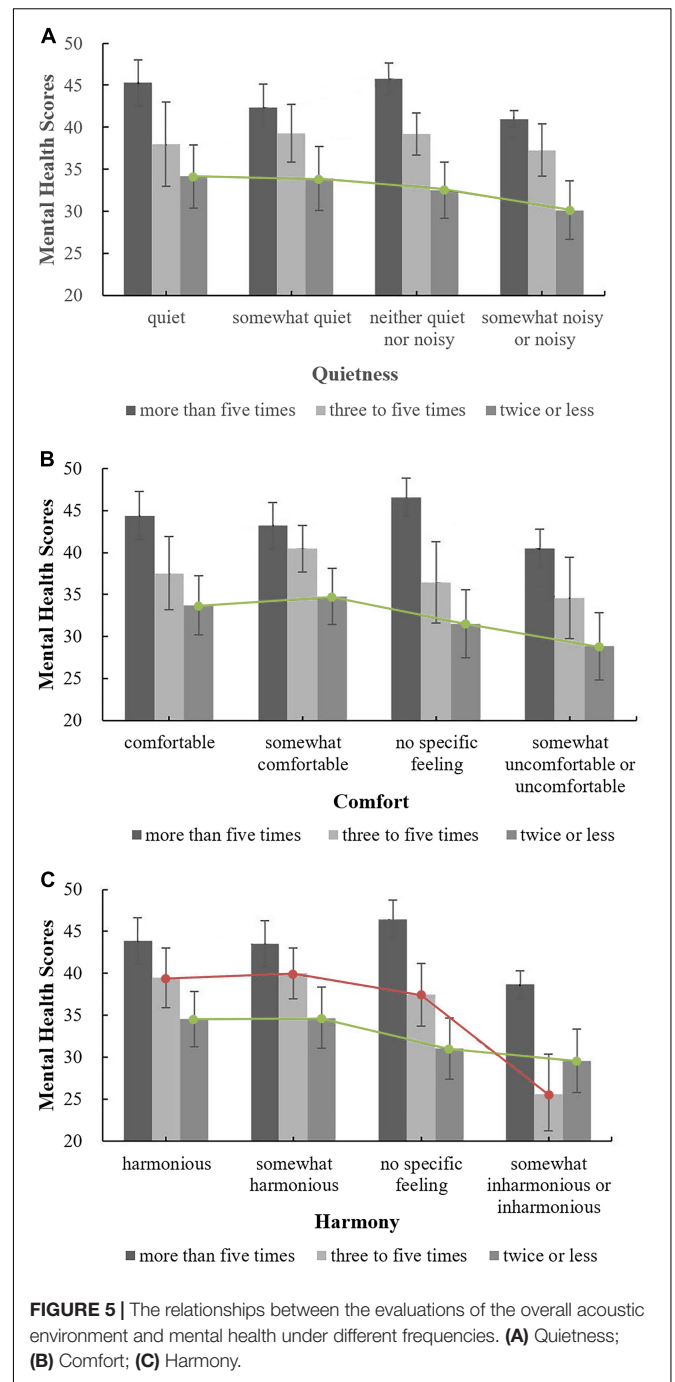 A
50
45
40
35
30
25
20
Mental Health Scores
quiet
somewhat quiet
neither quiet
nor noisy
somewhat noisy
or noisy
Quietness
more than five times
three to five times
twice or less
B
50
45
40
35
30
25
20
Mental Health Scores
comfortable
somewhat
comfortable
no specific
feeling
somewhat
uncomfortable or
uncomfortable
Comfort
more than five times
three to five times
twice or less
C
50
45
40
35
30
25
20
Mental Health Scores
harmonious
somewhat
harmonious
no specific
feeling
somewhat
inharmonious or
inharmonious
Harmony
more than five times
three to five times
twice or less
FIGURE 5 | The relationships between the evaluations of the overall acoustic
environment and mental health under different frequencies. (A) Quietness;
(B) Comfort; (C) Harmony.